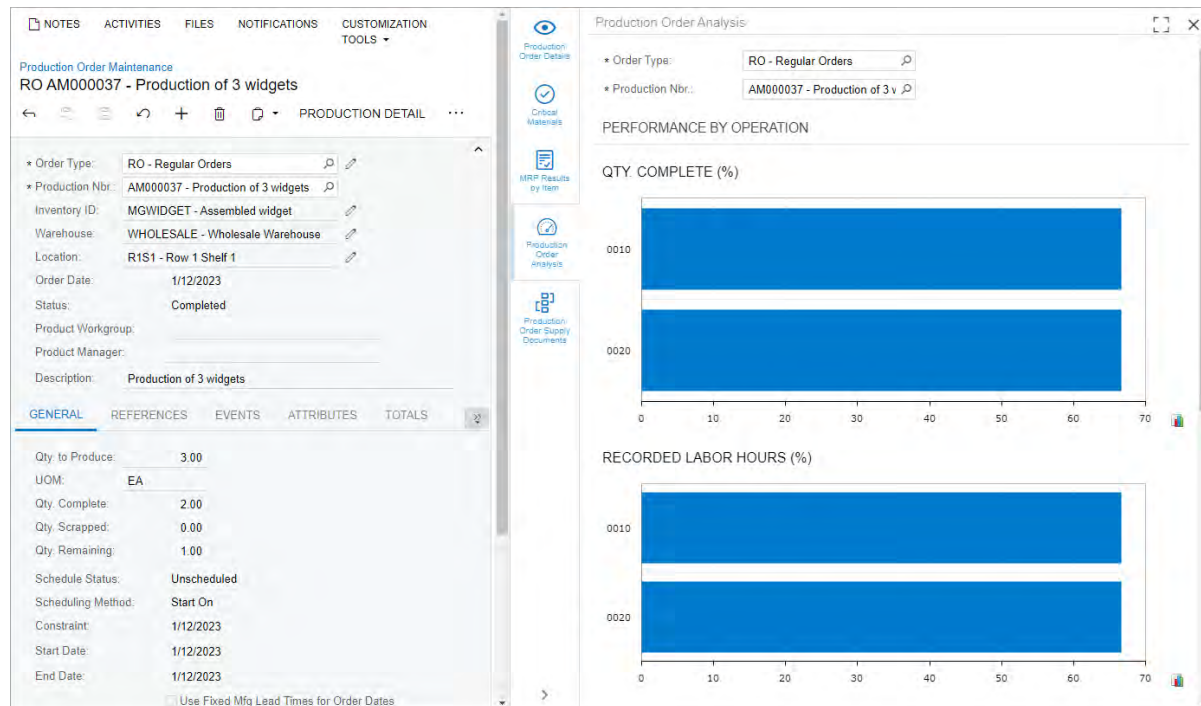 NOTES ACTIVITIES FILES NOTIFICATIONS CUSTOMIZATION
TOOLS
Production Order Maintenance
RO AM000037 - Production of 3 widgets
PRODUCTION DETAIL ...
* Order Type: RO - Regular Orders
* Production Nbr.: AM000037 - Production of 3 widgets
Inventory ID: MGWIDGET - Assembled widget
Warehouse: WHOLESALE - Wholesale Warehouse
Location: R1S1 - Row 1 Shelf 1
Order Date: 1/12/2023
Status: Completed
Product Workgroup:
Product Manager:
Description: Production of 3 widgets
GENERAL REFERENCES EVENTS ATTRIBUTES TOTALS
Qty. to Produce: 3.00
UOM: EA
Qty. Complete: 2.00
Qty. Scrapped: 0.00
Qty. Remaining: 1.00
Schedule Status: Unscheduled
Scheduling Method: Start On
Constraint: 1/12/2023
Start Date: 1/12/2023
End Date: 1/12/2023
Use Fixed Mfg Lead Times for Order Dates
Production
Order Details
Critical
Materials
MRP Results
by Item
Production
Order
Analysis
Production
Order Supply
Documents
Production Order Analysis
* Order Type: RO - Regular Orders
* Production Nbr.: AM000037 - Production of 3 v
PERFORMANCE BY OPERATION
QTY. COMPLETE (%)
0010
0020
0 10 20 30 40 50 60 70
RECORDED LABOR HOURS (%)
0010
0020
0 10 20 30 40 50 60 70